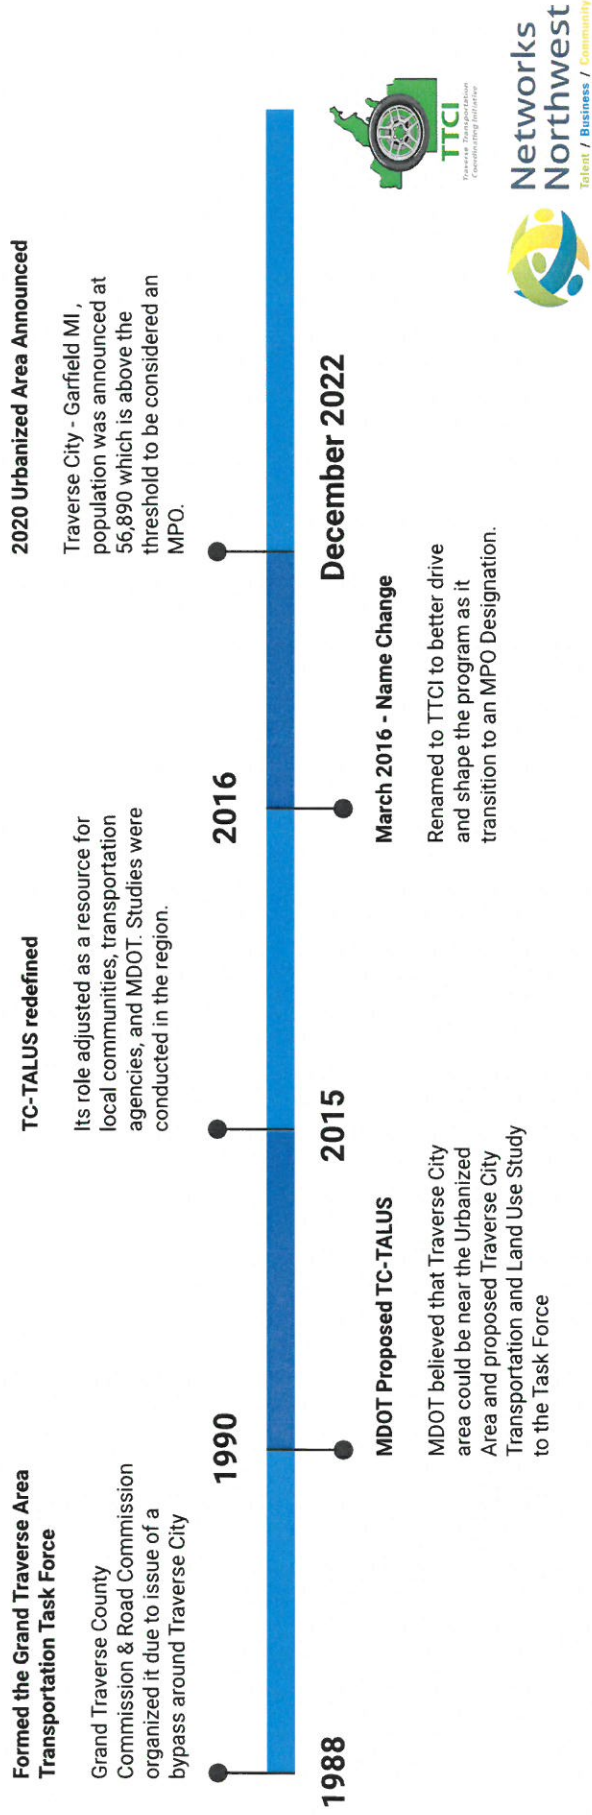 Formed the Grand Traverse Area
Transportation Task Force
Grand Traverse County
Commission & Road Commission
organized it due to issue of a
bypass around Traverse City
1988
1990
MDOT Proposed TC-TALUS
MDOT believed that Traverse City
area could be near the Urbanized
Area and proposed Traverse City
Transportation and Land Use Study
to the Task Force
TC-TALUS redefined
Its role adjusted as a resource for
local communities, transportation
agencies, and MDOT. Studies were
conducted in the region.
2015
2016
March 2016 - Name Change
Renamed to TTCI to better drive
and shape the program as it
transition to an MPO Designation.
2020 Urbanized Area Announced
Traverse City - Garfield MI ,
population was announced at
56,890 which is above the
threshold to be considered an
MPO.
December 2022
TTCI
Traverse Transportation
Coordinating Initiative
Networks
Northwest
Talent / Business / Community